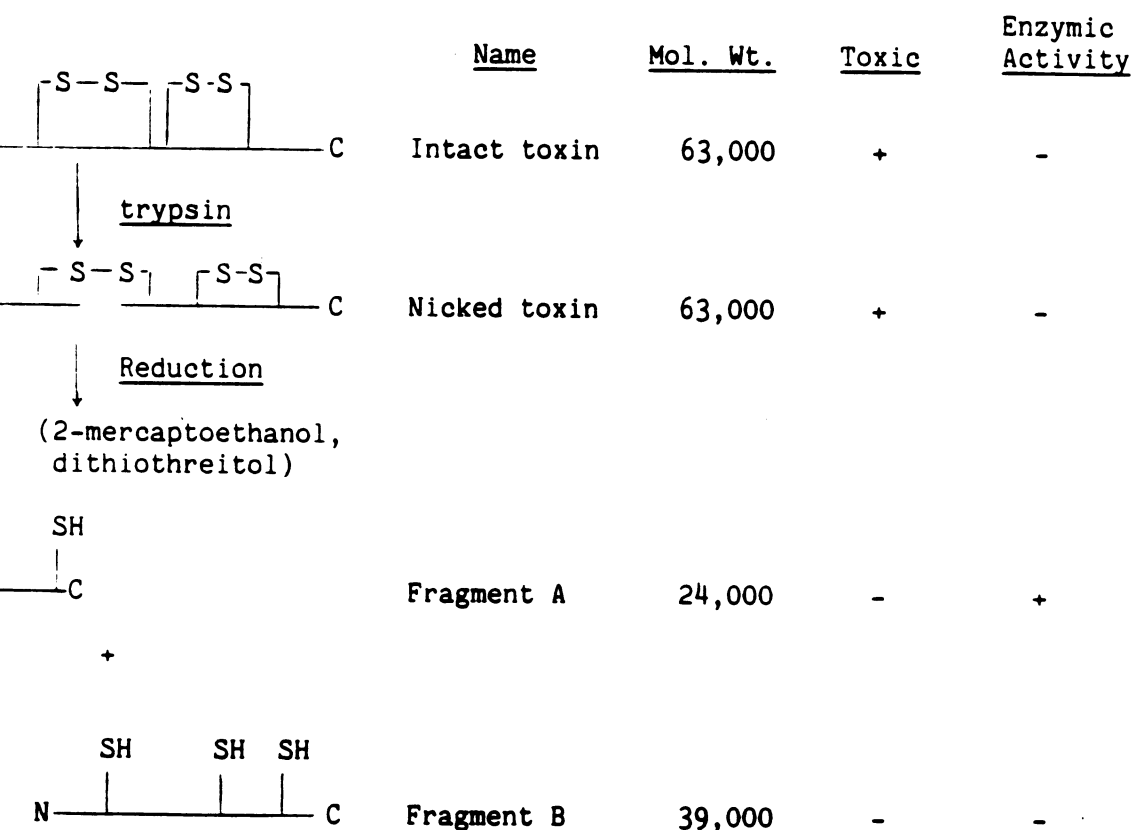 Enzymic
Name Mol. Wt. Toxic Activity
S—S S-S
C Intact toxin 63,000 + -
trypsin
S—S S-S
C Nicked toxin 63,000 + -
Reduction
(2-mercaptoethanol,
dithiothreitol)
SH
C Fragment A 24,000 - +
+
SH SH SH
N C Fragment B 39,000 - -